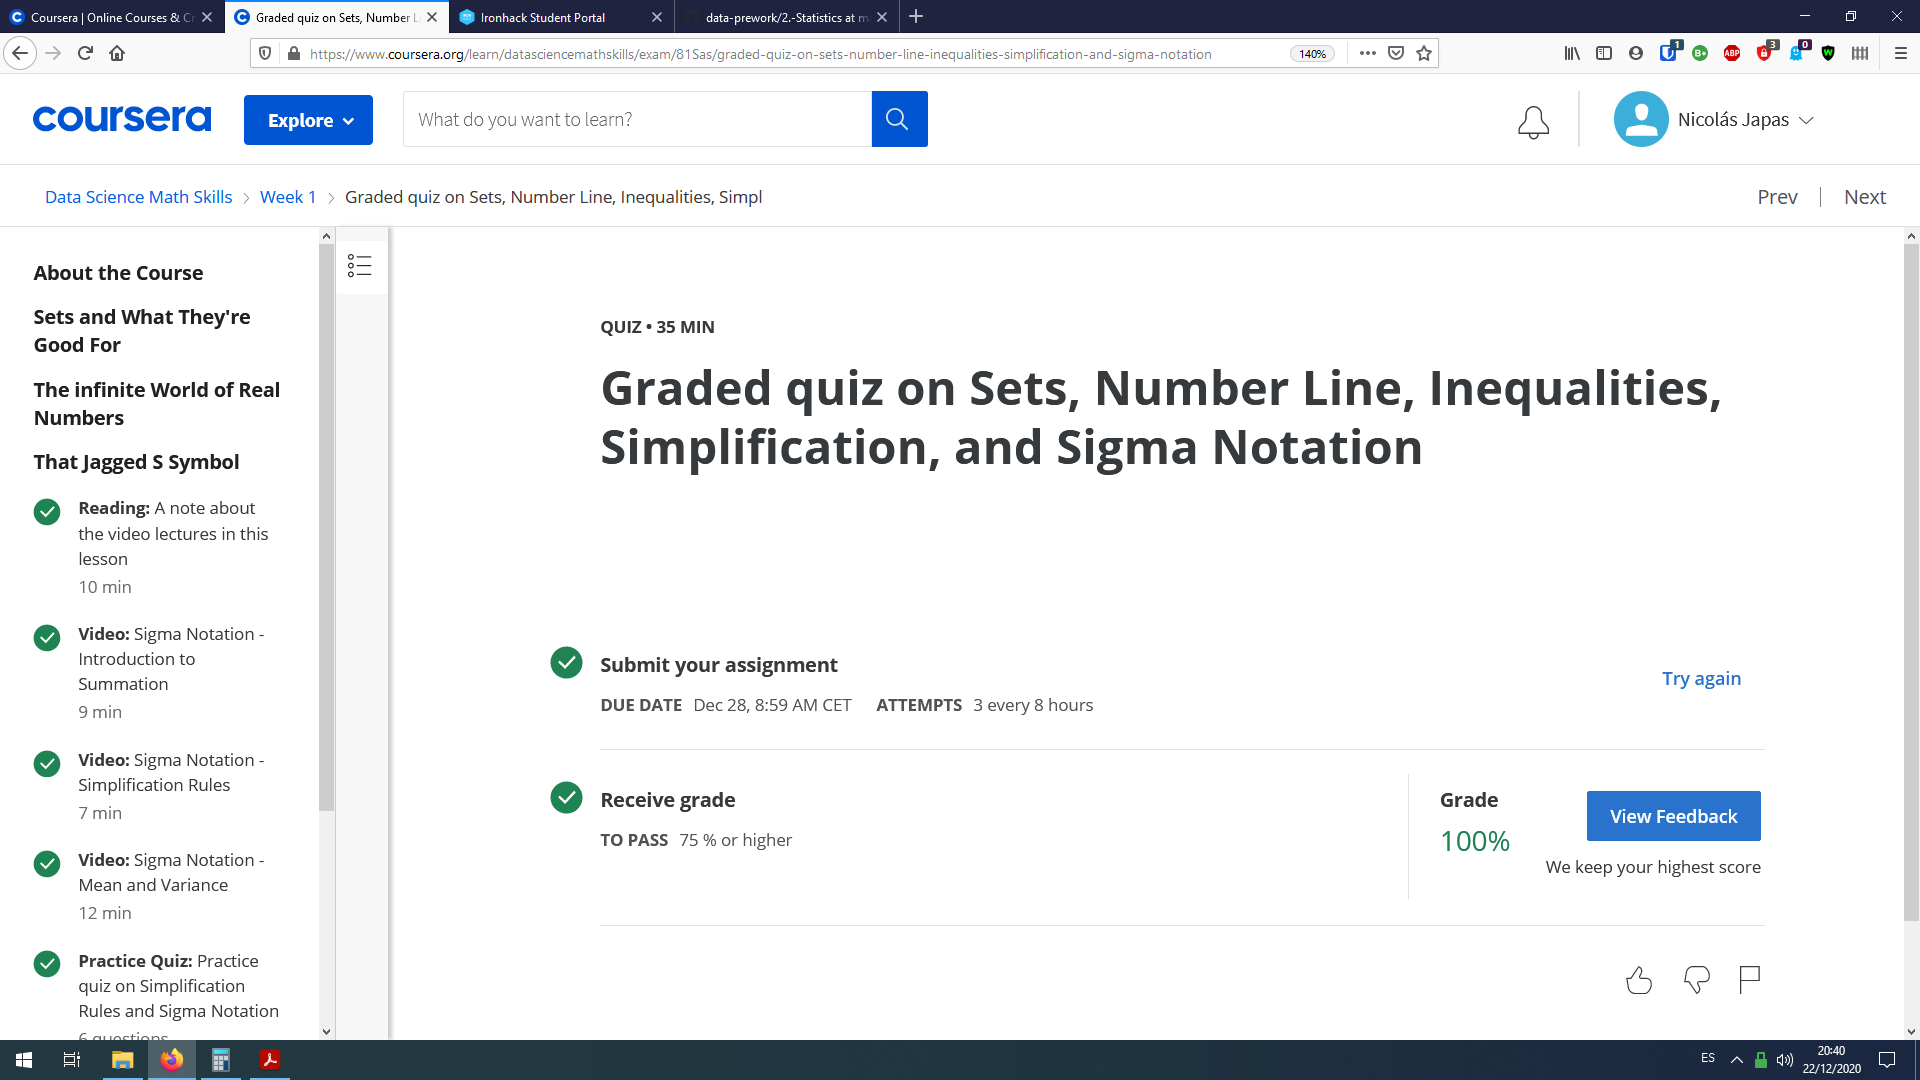 Coursera | Online Courses & Cr
Graded quiz on Sets, Number Li
Ironhack Student Portal
data-prework/2.-Statistics at m
https://www.coursera.org/learn/datasciencemathskills/exam/81Sas/graded-quiz-on-sets-number-line-inequalities-simplification-and-sigma-notation
140%
1
B+
ABP
3
0
W
coursera
Explore
What do you want to learn?
Nicolás Japas
Data Science Math Skills
Week 1
Graded quiz on Sets, Number Line, Inequalities, Simpl
Prev
Next
About the Course
Sets and What They're
Good For
The infinite World of Real
Numbers
That Jagged S Symbol
Reading: A note about
the video lectures in this
lesson
10 min
Video: Sigma Notation -
Introduction to
Summation
9 min
Video: Sigma Notation -
Simplification Rules
7 min
Video: Sigma Notation -
Mean and Variance
12 min
Practice Quiz: Practice
quiz on Simplification
Rules and Sigma Notation
6 questions
QUIZ • 35 MIN
Graded quiz on Sets, Number Line, Inequalities,
Simplification, and Sigma Notation
Submit your assignment
DUE DATE Dec 28, 8:59 AM CET ATTEMPTS 3 every 8 hours
Try again
Receive grade
TO PASS 75 % or higher
Grade
100%
View Feedback
We keep your highest score
ES
20:40
22/12/2020